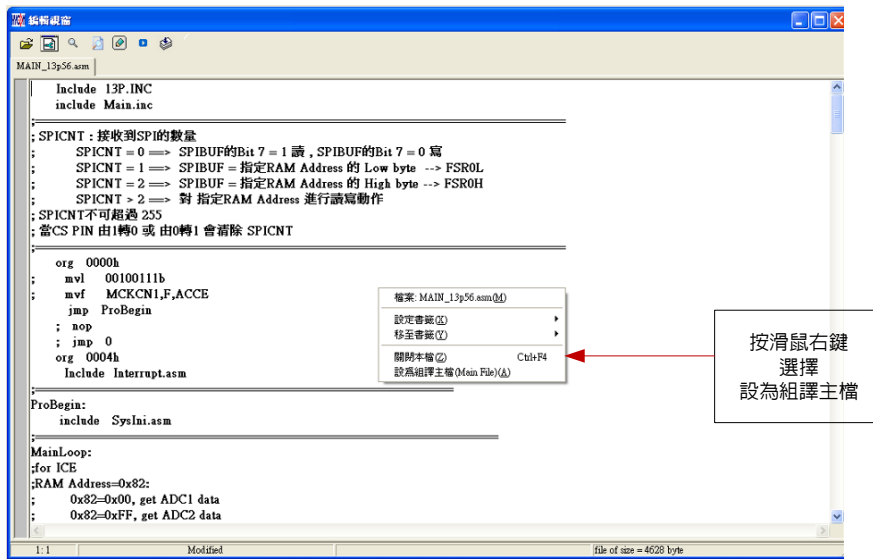 編輯視窗
MAIN_13p56.asm
Include 13P.INC
include Main.inc
; SPICNT : 接收到SPI的數量
; SPICNT = 0 ==> SPIBUF的Bit 7 = 1 讀 , SPIBUF的Bit 7 = 0 寫
; SPICNT = 1 ==> SPIBUF = 指定RAM Address 的 Low byte --> FSR0L
; SPICNT = 2 ==> SPIBUF = 指定RAM Address 的 High byte --> FSR0H
; SPICNT > 2 ==> 對 指定RAM Address 進行讀寫動作
; SPICNT不可超過 255
; 當CS PIN 由1轉0 或 由0轉1 會清除 SPICNT
org 0000h
; mvl 00100111b
; mvf MCKCN1,F,ACCE
jmp ProBegin
; nop
; jmp 0
org 0004h
Include Interrupt.asm
ProBegin:
include SysIni.asm
MainLoop:
;for ICE
;RAM Address=0x82:
; 0x82=0x00, get ADC1 data
; 0x82=0xFF, get ADC2 data
檔案: MAIN_13p56.asm(M)
設定書籤(X)
移至書籤(Y)
關閉本檔(Z) Ctrl+F4
設為組譯主檔(Main File)(A)
按滑鼠右鍵
選擇
設為組譯主檔
1:1 Modified file of size = 4628 byte